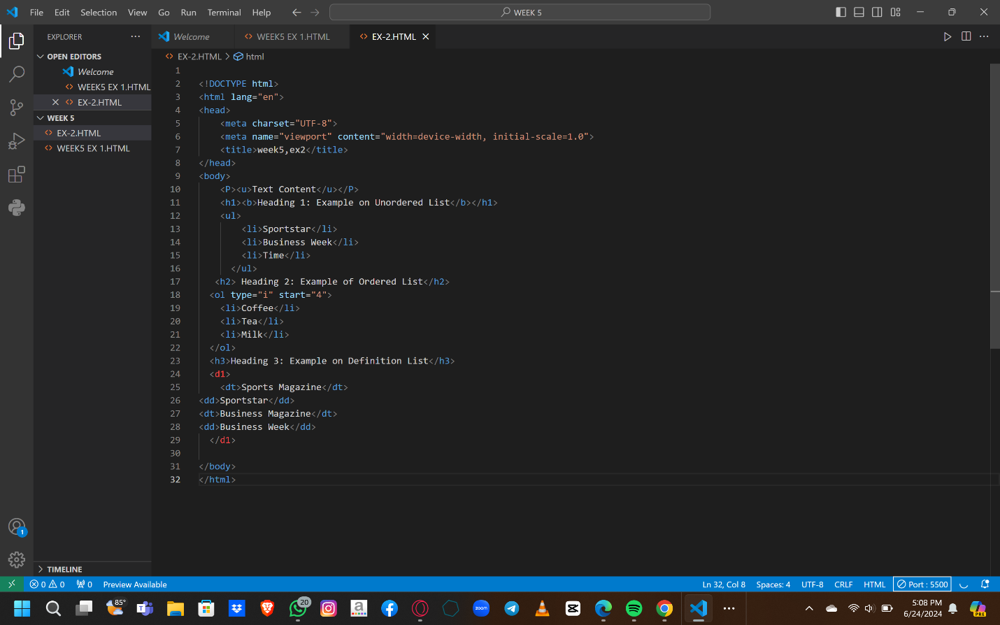 File Edit Selection View Go Run Terminal Help
WEEK 5
EXPLORER
Welcome
WEEK5 EX 1.HTML
EX-2.HTML
OPEN EDITORS
Welcome
WEEK5 EX 1.HTML
EX-2.HTML
WEEK 5
EX-2.HTML
WEEK5 EX 1.HTML
EX-2.HTML > html
1
2 <!DOCTYPE html>
3 <html lang="en">
4 <head>
5 <meta charset="UTF-8">
6 <meta name="viewport" content="width=device-width, initial-scale=1.0">
7 <title>week5,ex2</title>
8 </head>
9 <body>
10 <P><u>Text Content</u></P>
11 <h1><b>Heading 1: Example on Unordered List</b></h1>
12 <ul>
13 <li>Sportstar</li>
14 <li>Business Week</li>
15 <li>Time</li>
16 </ul>
17 <h2> Heading 2: Example of Ordered List</h2>
18 <ol type="i" start="4">
19 <li>Coffee</li>
20 <li>Tea</li>
21 <li>Milk</li>
22 </ol>
23 <h3>Heading 3: Example on Definition List</h3>
24 <d1>
25 <dt>Sports Magazine</dt>
26 <dd>Sportstar</dd>
27 <dt>Business Magazine</dt>
28 <dd>Business Week</dd>
29 </d1>
30
31 </body>
32 </html>
1
TIMELINE
0 0 0 Preview Available
Ln 32, Col 8 Spaces: 4 UTF-8 CRLF HTML Port : 5500
85°
20
zoom
5:08 PM
6/24/2024
PRE